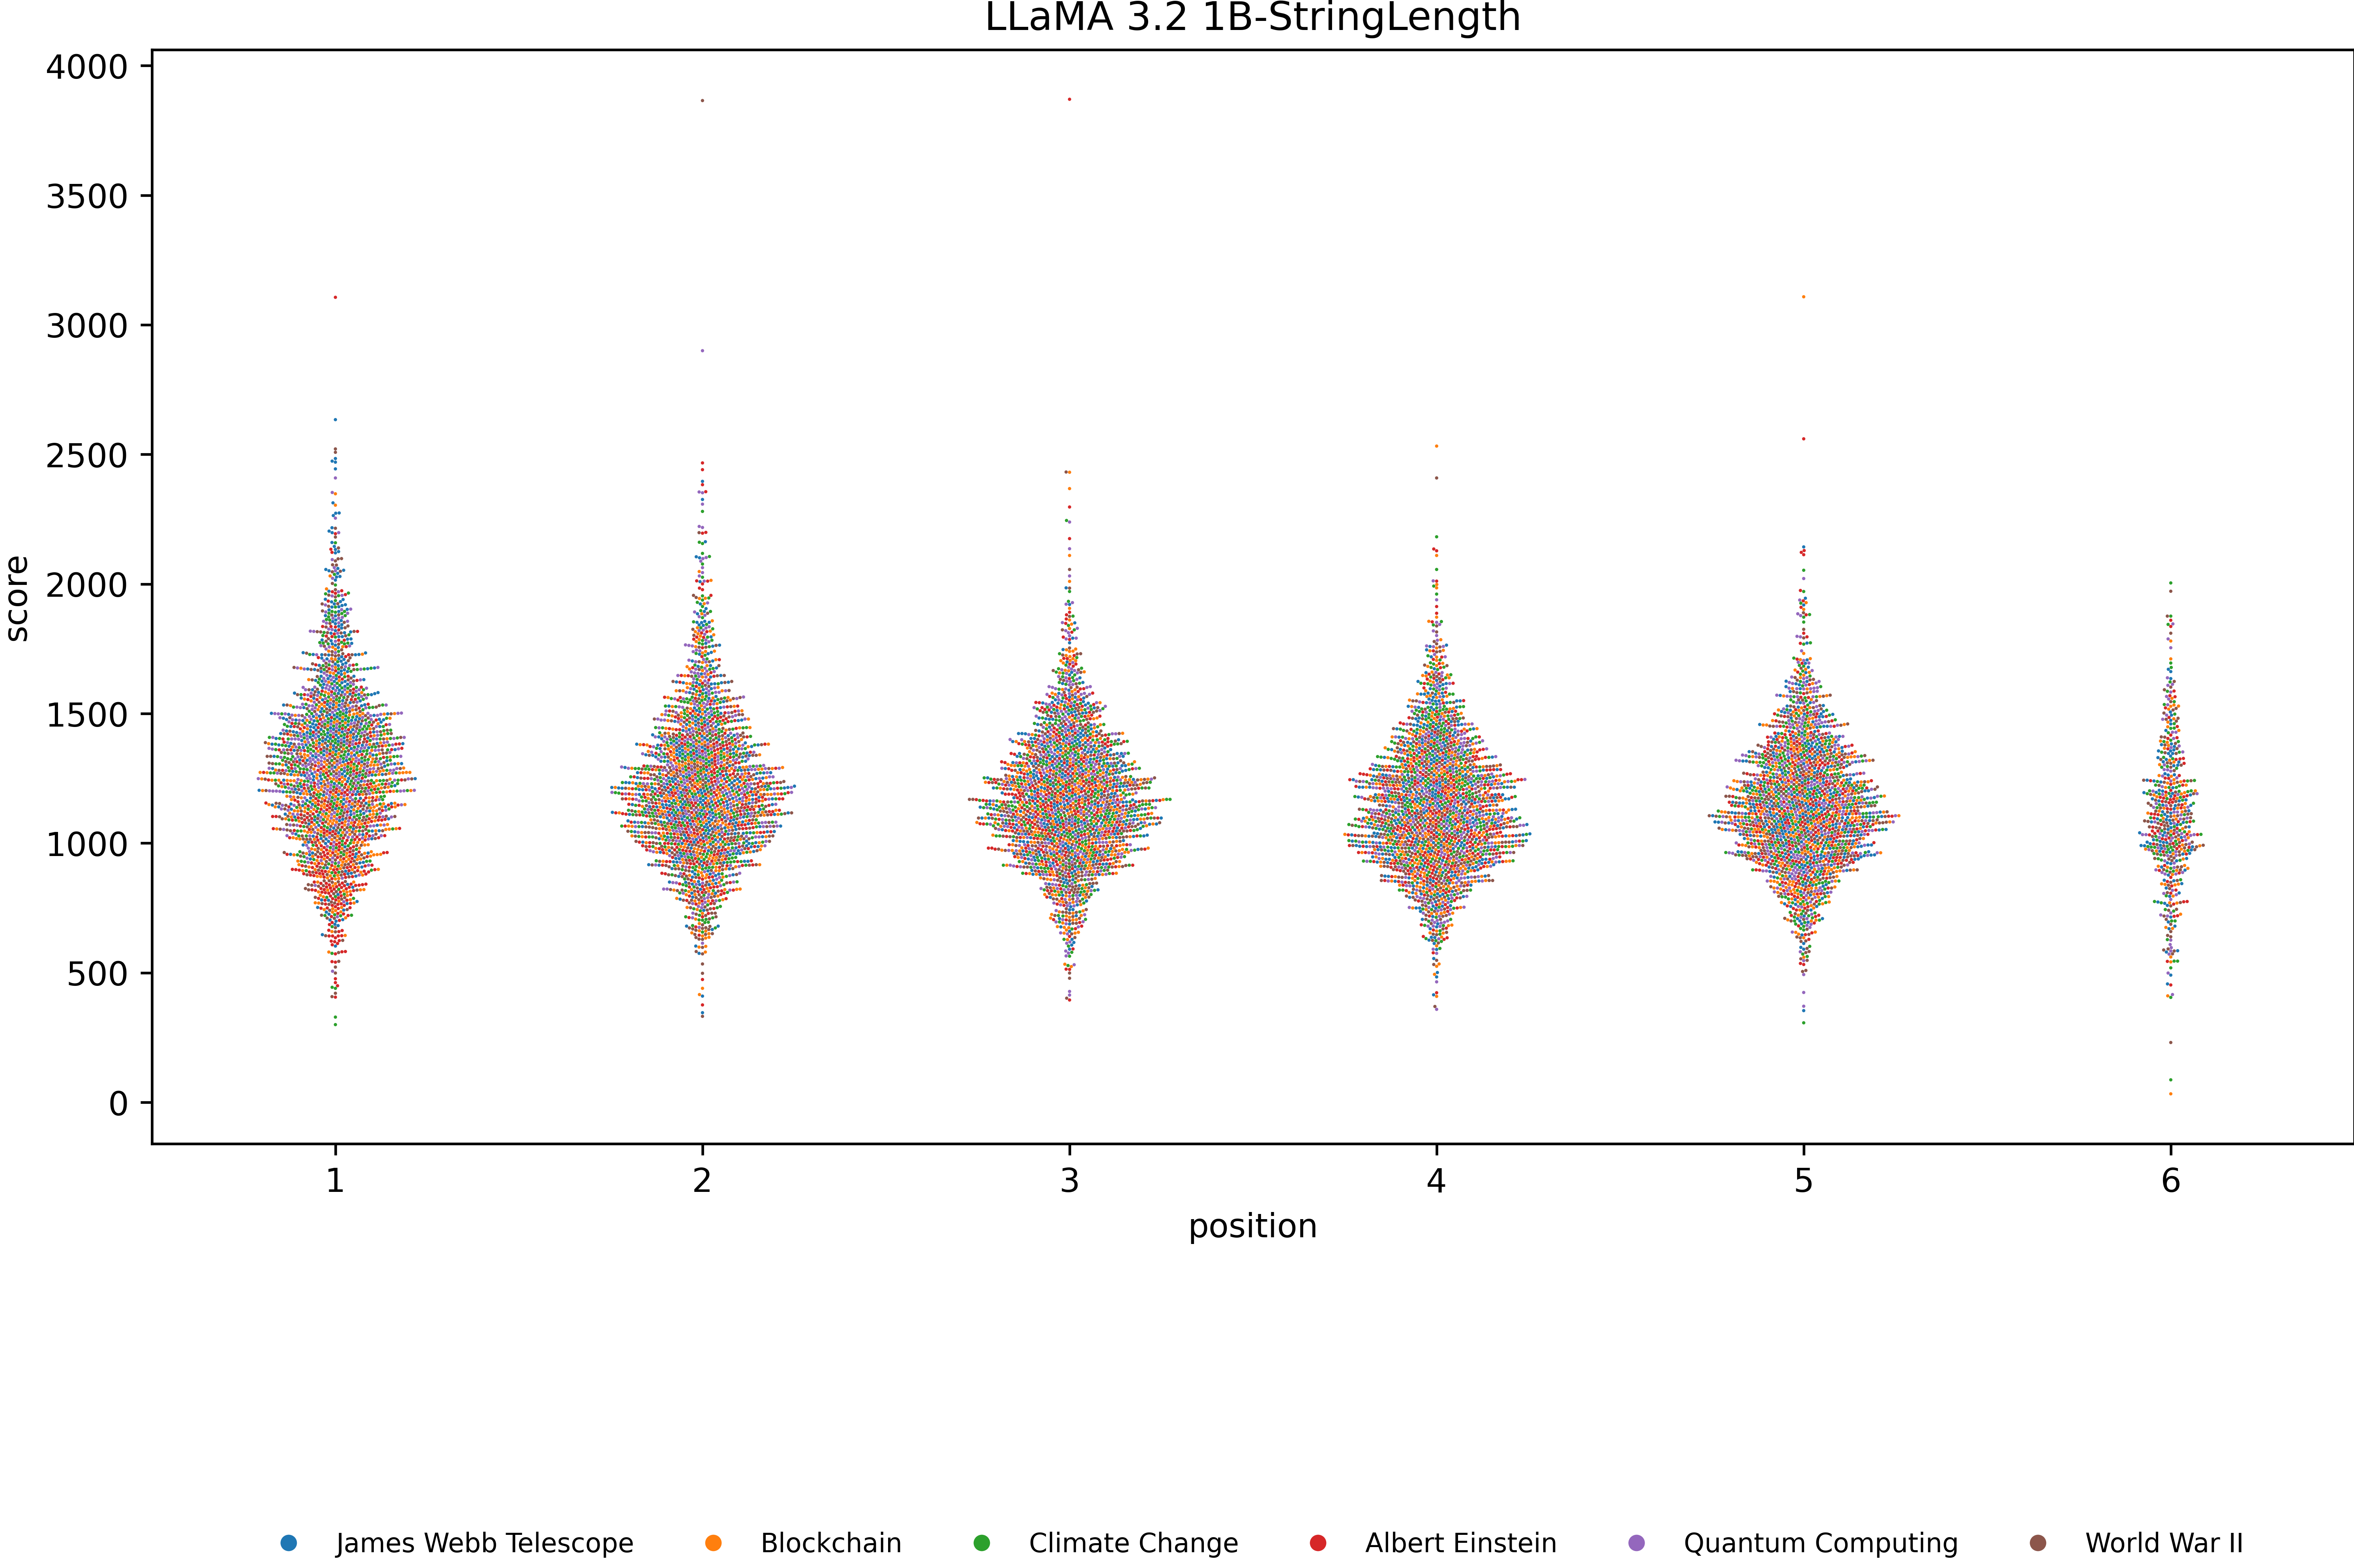 LLaMA 3.2 1B-StringLength
4000
3500
3000
2500
2000
1500
1000
500
0
score
1 2 3 4 5 6
position
James Webb Telescope Blockchain Climate Change Albert Einstein Quantum Computing World War II